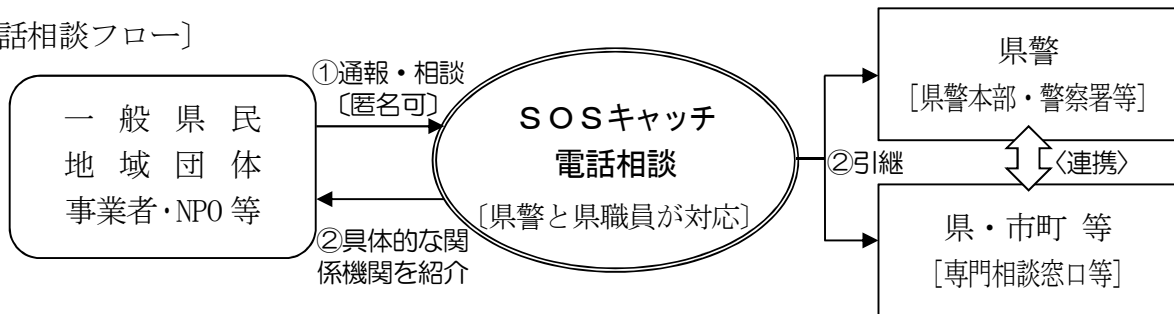 話相談フロー〕
一般県民
地域団体
事業者・NPO 等
①通報・相談
〔匿名可〕
②具体的な関
係機関を紹介
ＳＯＳキャッチ
電話相談
〔県警と県職員が対応〕
②引継
県警
［県警本部・警察署等］
〈連携〉
県・市町 等
［専門相談窓口等］